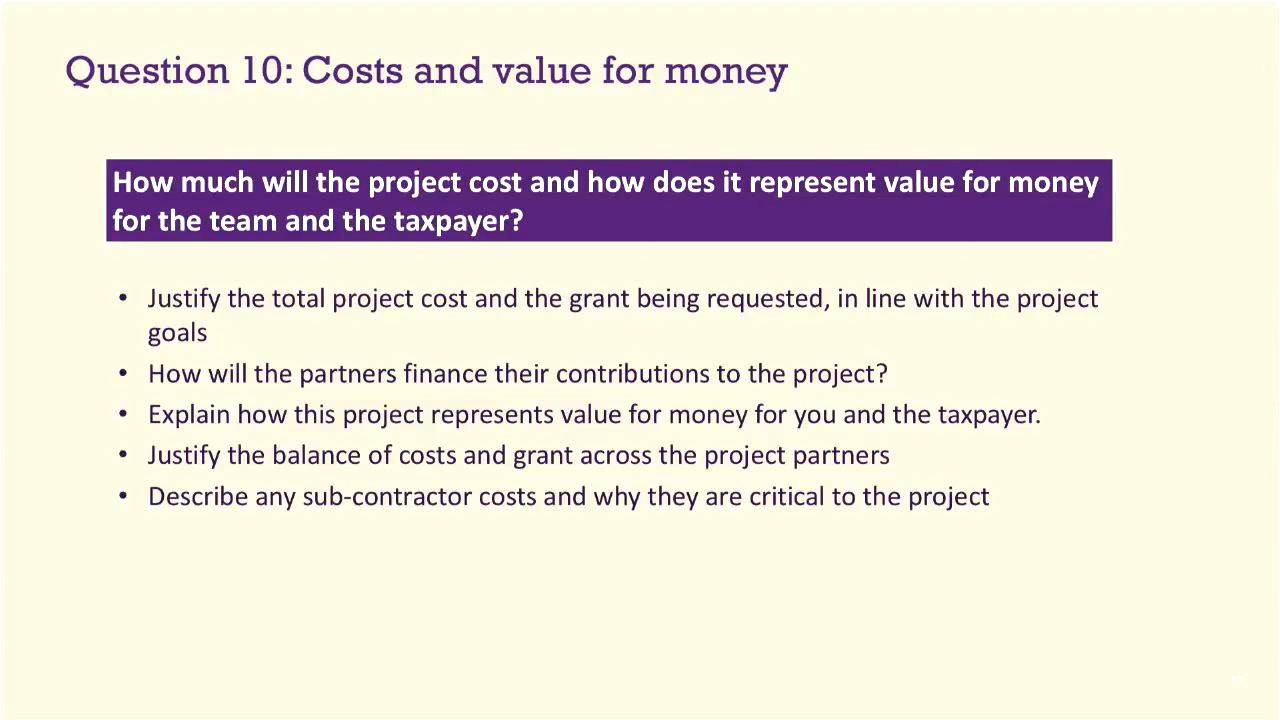 Question 10: Costs and value for money
How much will the project cost and how does it represent value for money
for the team and the taxpayer?
• Justify the total project cost and the grant being requested, in line with the project
goals
• How will the partners finance their contributions to the project?
• Explain how this project represents value for money for you and the taxpayer.
• Justify the balance of costs and grant across the project partners
• Describe any sub-contractor costs and why they are critical to the project